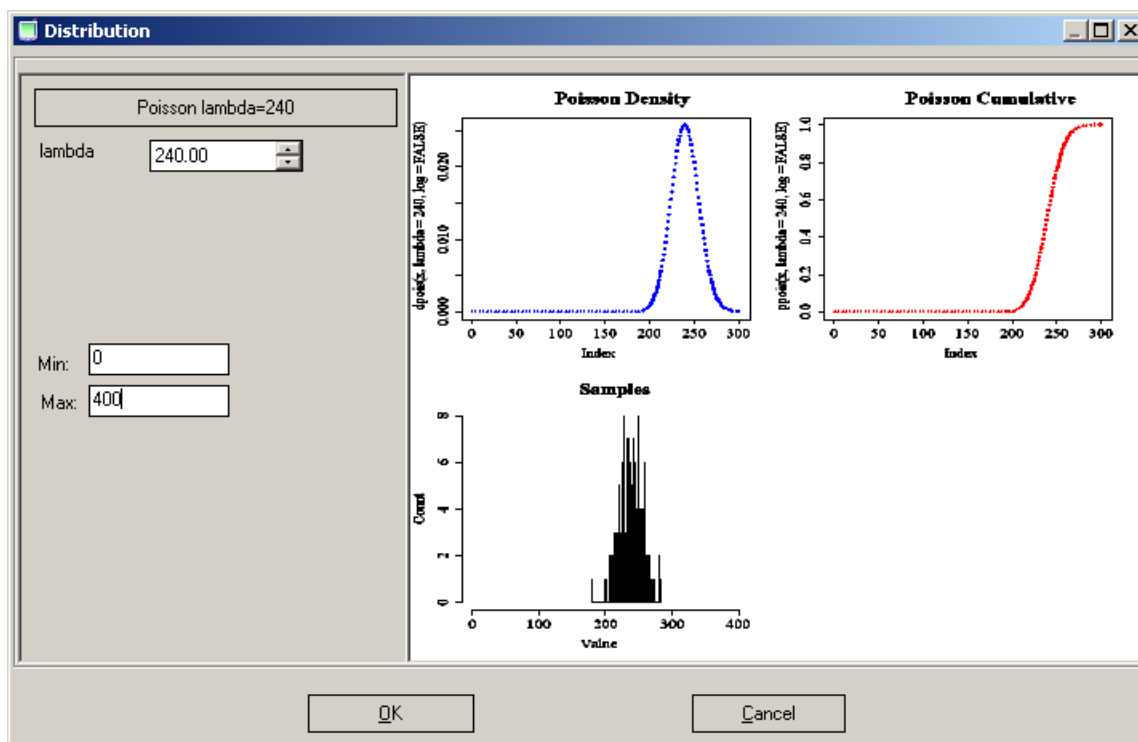 Distribution
Poisson lambda=240
lambda
240.00
Min:
0
Max:
400
Poisson Density
dpois(x, lambda = 240, log = FALSE)
0.000
0.010
0.020
0
50
100
150
200
250
300
Index
Poisson Cumulative
ppois(x, lambda = 240, log = FALSE)
0.0
0.2
0.4
0.6
0.8
1.0
0
50
100
150
200
250
300
Index
Samples
Count
0
2
4
6
8
0
100
200
300
400
Value
OK
Cancel